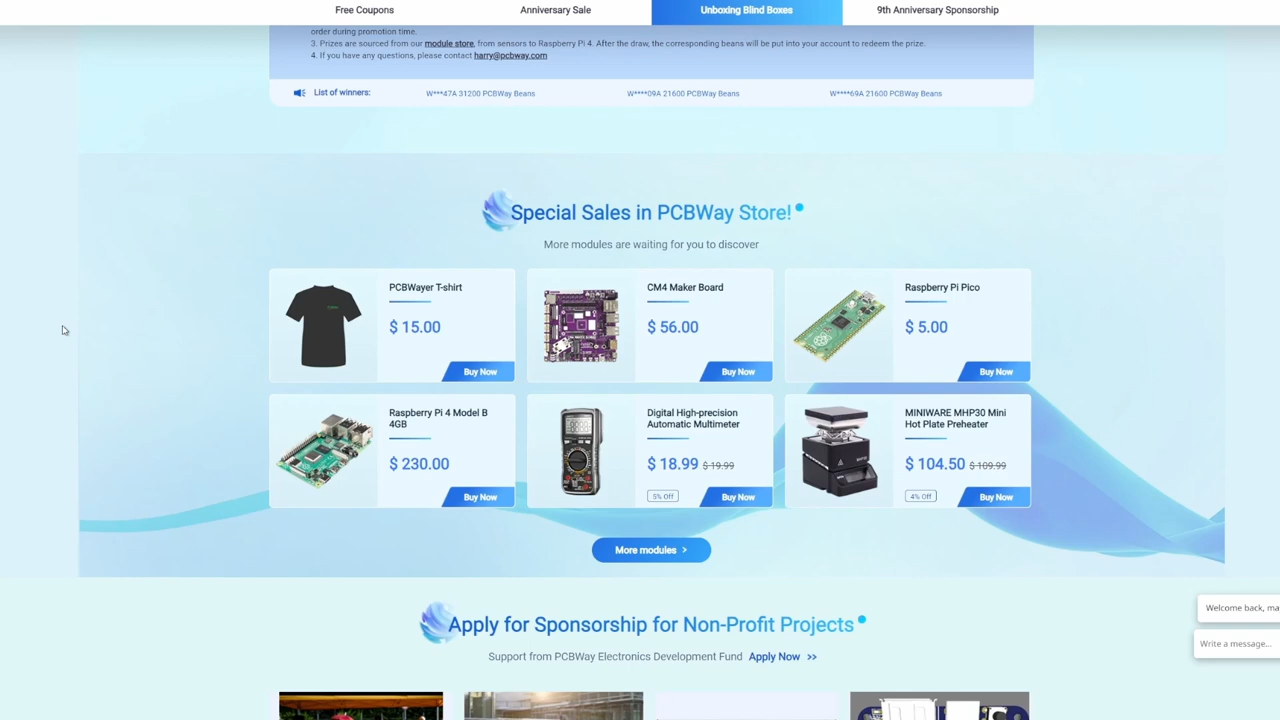 Free Coupons
Anniversary Sale
Unboxing Blind Boxes
9th Anniversary Sponsorship
order during promotion time.
3. Prizes are sourced from our module store, from sensors to Raspberry Pi 4. After the draw, the corresponding beans will be put into your account to redeem the prize.
4. If you have any questions, please contact harry@pcbway.com
List of winners:
W***47A 31200 PCBWay Beans
W****09A 21600 PCBWay Beans
W****69A 21600 PCBWay Beans
Special Sales in PCBWay Store!
More modules are waiting for you to discover
PCBWayer T-shirt
$ 15.00
Buy Now
CM4 Maker Board
$ 56.00
Buy Now
Raspberry Pi Pico
$ 5.00
Buy Now
Raspberry Pi 4 Model B
4GB
$ 230.00
Buy Now
Digital High-precision
Automatic Multimeter
$ 18.99 $ 19.99
5% Off
Buy Now
MINIWARE MHP30 Mini
Hot Plate Preheater
$ 104.50 $ 109.99
4% Off
Buy Now
More modules >
Apply for Sponsorship for Non-Profit Projects
Support from PCBWay Electronics Development Fund Apply Now >>
Welcome back, ma
Write a message...